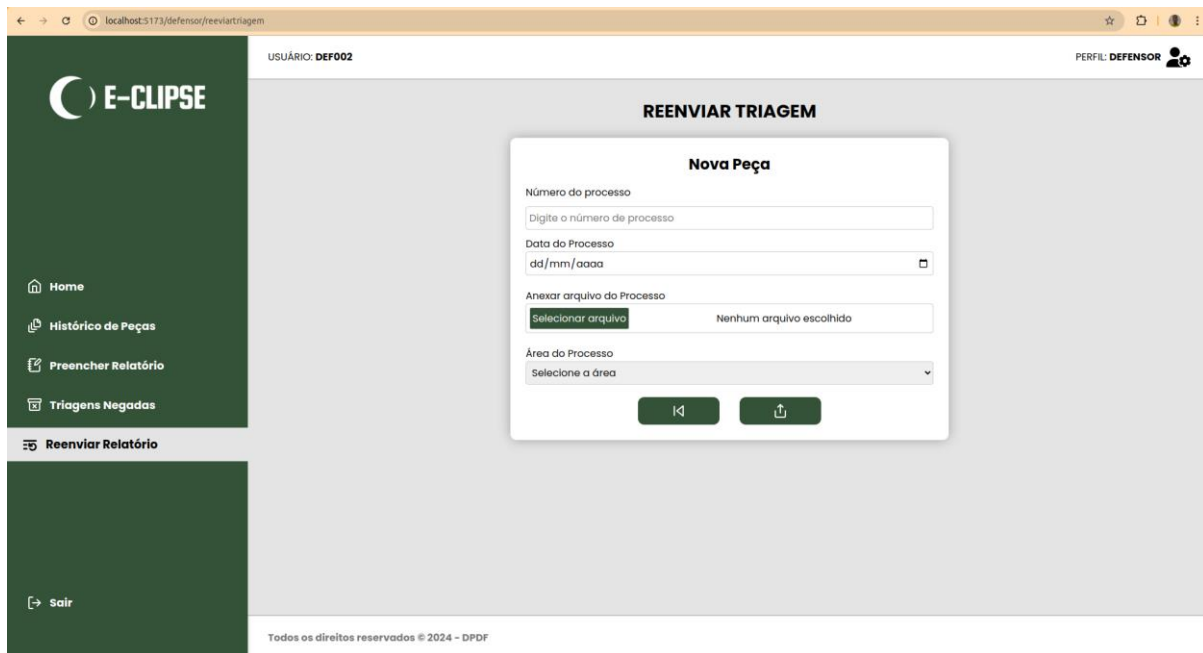 localhost:5173/defensor/reeviartriagem
E-CLIPSE
USUÁRIO: DEF002
PERFIL: DEFENSOR
Home
Histórico de Peças
Preencher Relatório
Triagens Negadas
Reenviar Relatório
Sair
REENVIAR TRIAGEM
Nova Peça
Número do processo
Digite o número de processo
Data do Processo
dd/mm/aaaa
Anexar arquivo do Processo
Selecionar arquivo Nenhum arquivo escolhido
Área do Processo
Selecione a área
Todos os direitos reservados © 2024 - DPDF